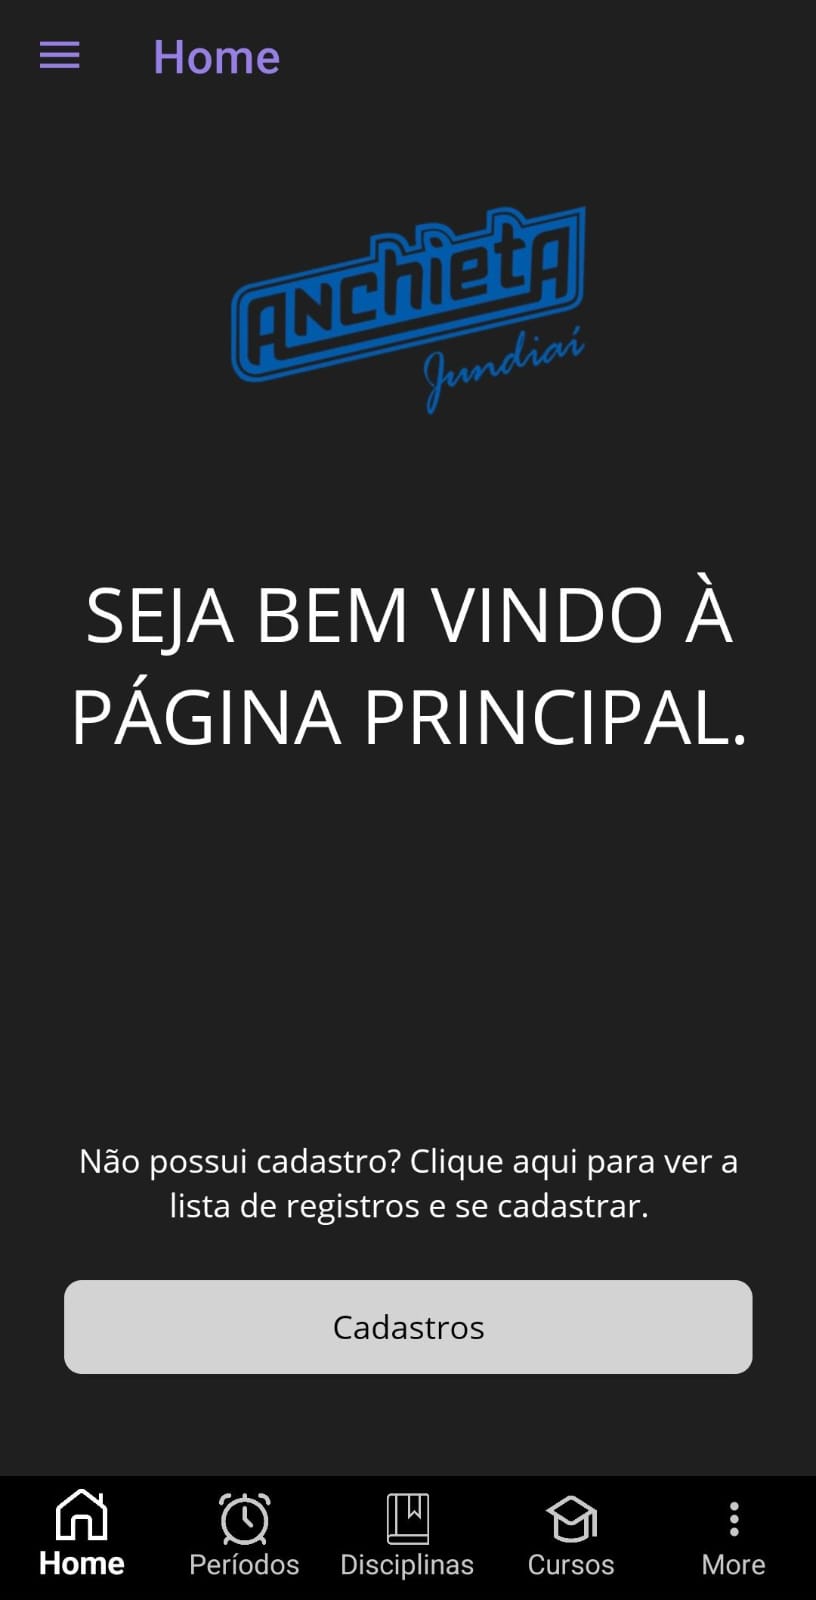 Home
ANchietA
Jundiaí
SEJA BEM VINDO À
PÁGINA PRINCIPAL.
Não possui cadastro? Clique aqui para ver a
lista de registros e se cadastrar.
Cadastros
Home
Períodos
Disciplinas
Cursos
More